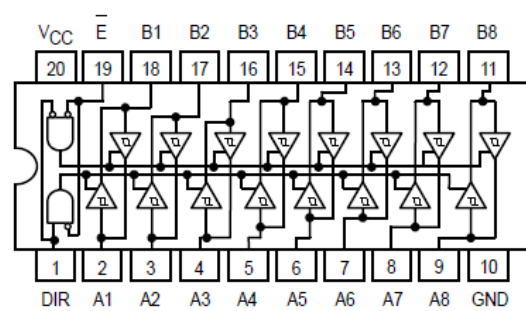 V_CC E̅ B1 B2 B3 B4 B5 B6 B7 B8
20 19 18 17 16 15 14 13 12 11
1 2 3 4 5 6 7 8 9 10
DIR A1 A2 A3 A4 A5 A6 A7 A8 GND